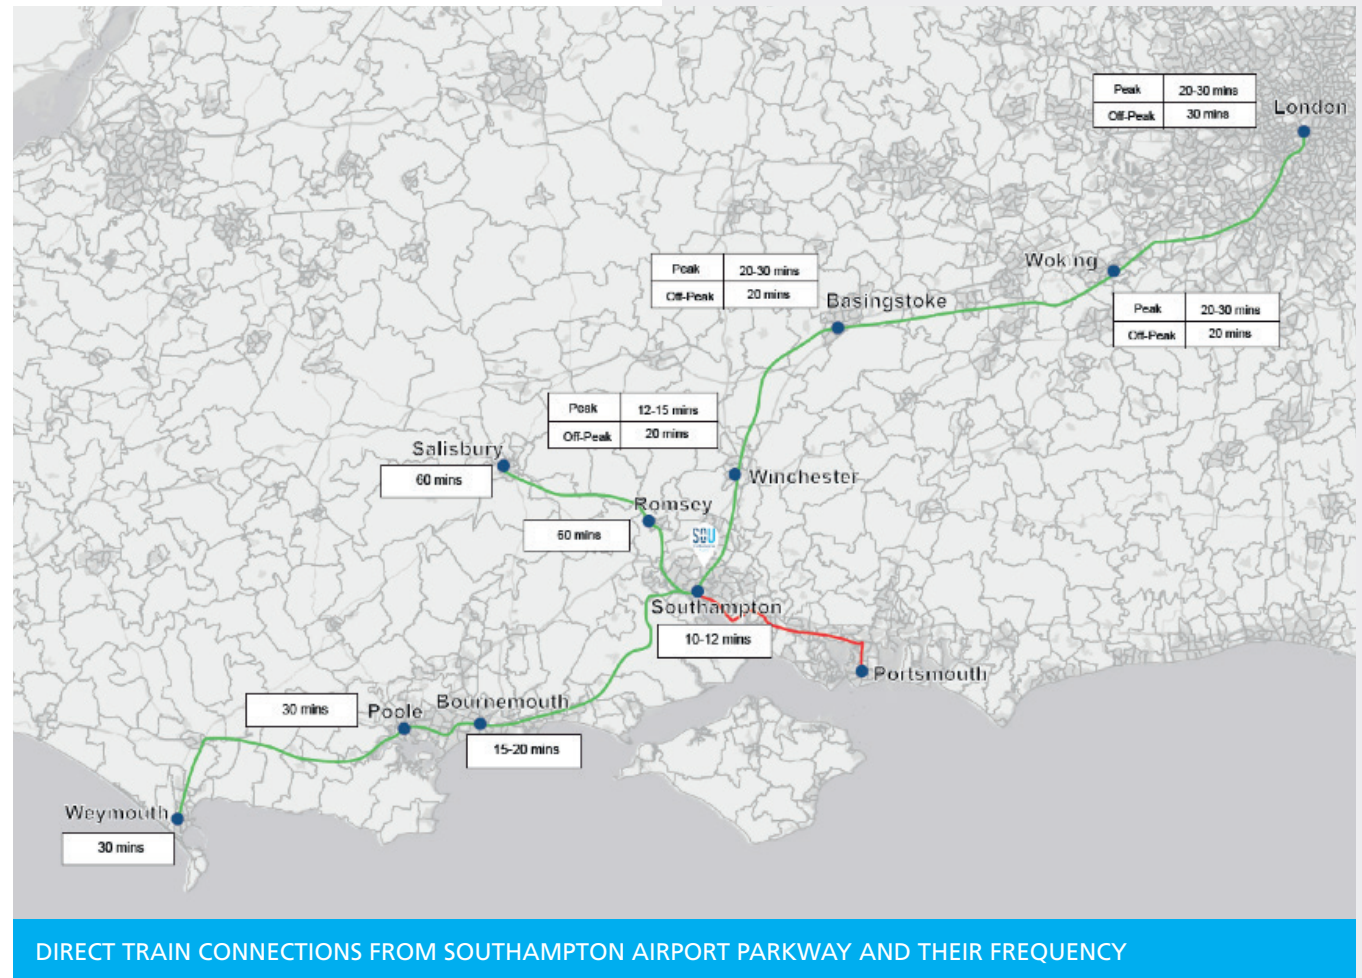 London
Peak 20-30 mins
Off-Peak 30 mins
Woking
Peak 20-30 mins
Off-Peak 20 mins
Basingstoke
Peak 20-30 mins
Off-Peak 20 mins
Peak 12-15 mins
Off-Peak 20 mins
Winchester
Salisbury
60 mins
Romsey
60 mins
SOU
Southampton
10-12 mins
Portsmouth
Bournemouth
15-20 mins
Poole
30 mins
Weymouth
30 mins
DIRECT TRAIN CONNECTIONS FROM SOUTHAMPTON AIRPORT PARKWAY AND THEIR FREQUENCY